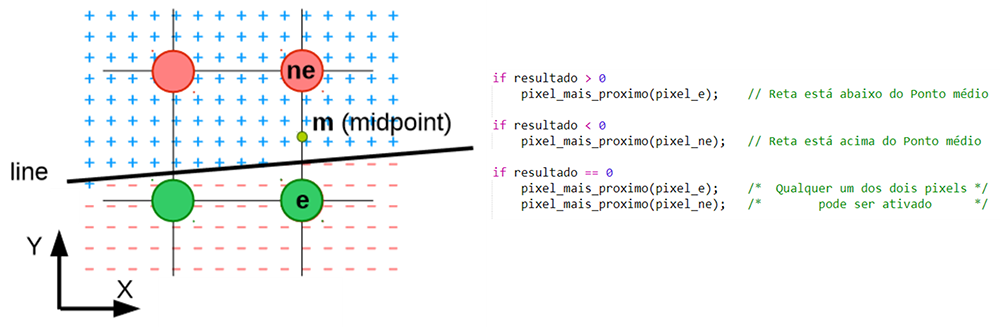 ne
m (midpoint)
line
e
Y
X
if resultado > 0
pixel_mais_proximo(pixel_e); // Reta está abaixo do Ponto médio
if resultado < 0
pixel_mais_proximo(pixel_ne); // Reta está acima do Ponto médio
if resultado == 0
pixel_mais_proximo(pixel_e); /* Qualquer um dos dois pixels */
pixel_mais_proximo(pixel_ne); /* pode ser ativado */